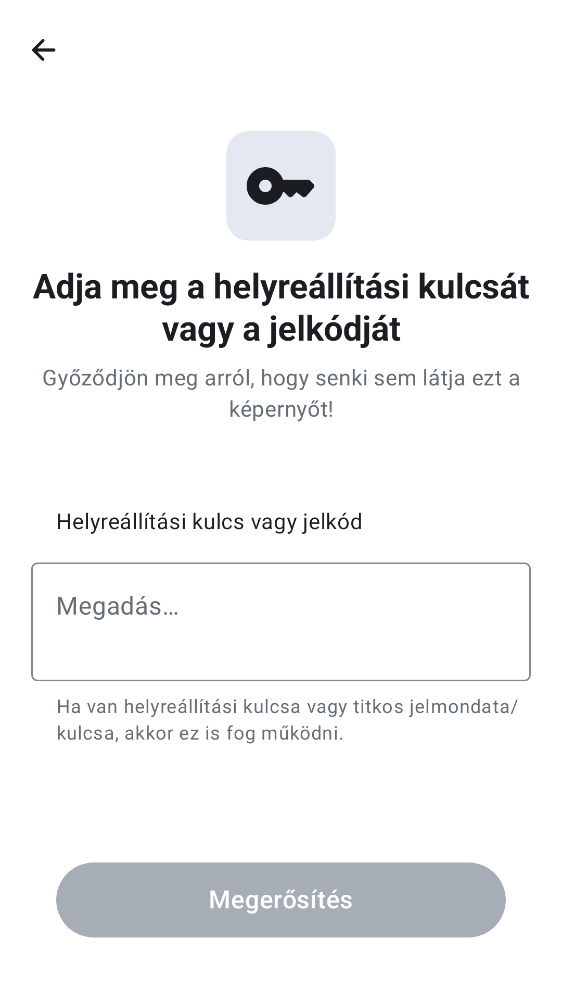 Adja meg a helyreállítási kulcsát
vagy a jelkódját
Győződjön meg arról, hogy senki sem látja ezt a
képernyőt!
Helyreállítási kulcs vagy jelkód
Megadás…
Ha van helyreállítási kulcsa vagy titkos jelmondata/
kulcsa, akkor ez is fog működni.
Megerősítés